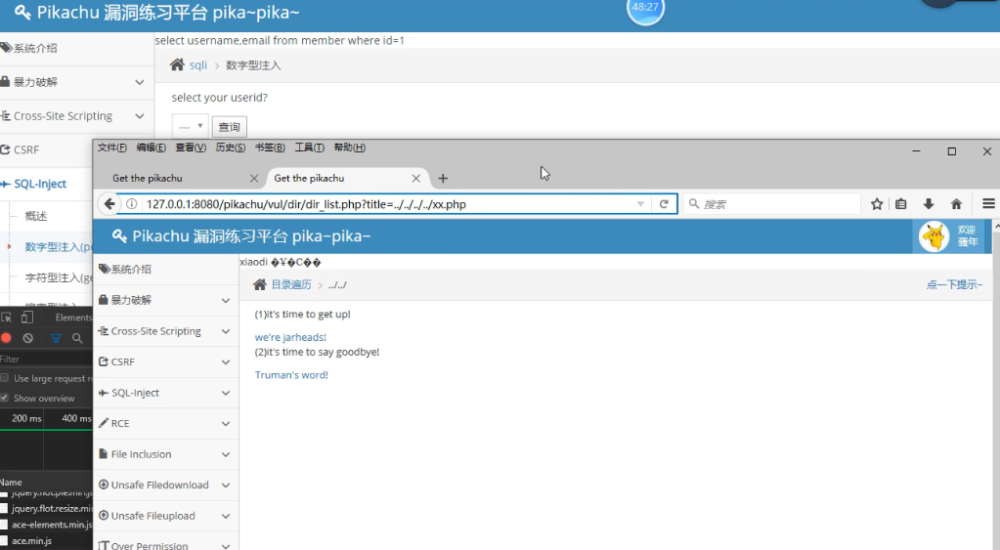 Pikachu 漏洞练习平台 pika~pika~
48:27
系统介绍
暴力破解
Cross-Site Scripting
CSRF
SQL-Inject
概述
数字型注入(po
字符型注入(ge
select username,email from member where id=1
sqli > 数字型注入
select your userid?
---
查询
Elements
Filter
Use large request r
Show overview
200 ms
400 ms
Name
jquery.flot.pie.min.js
jquery.flot.resize.mi
ace-elements.min.js
ace.min.js
文件(F) 编辑(E) 查看(V) 历史(S) 书签(B) 工具(T) 帮助(H)
Get the pikachu
Get the pikachu
127.0.0.1:8080/pikachu/vul/dir/dir_list.php?title=../../../../xx.php
搜索
Pikachu 漏洞练习平台 pika~pika~
欢迎
骚年
系统介绍
暴力破解
Cross-Site Scripting
CSRF
SQL-Inject
RCE
File Inclusion
Unsafe Filedownload
Unsafe Fileupload
Over Permission
xiaodi �¥�C��
目录遍历 > ../../
点一下提示~
(1)it's time to get up!
we're jarheads!
(2)it's time to say goodbye!
Truman's word!